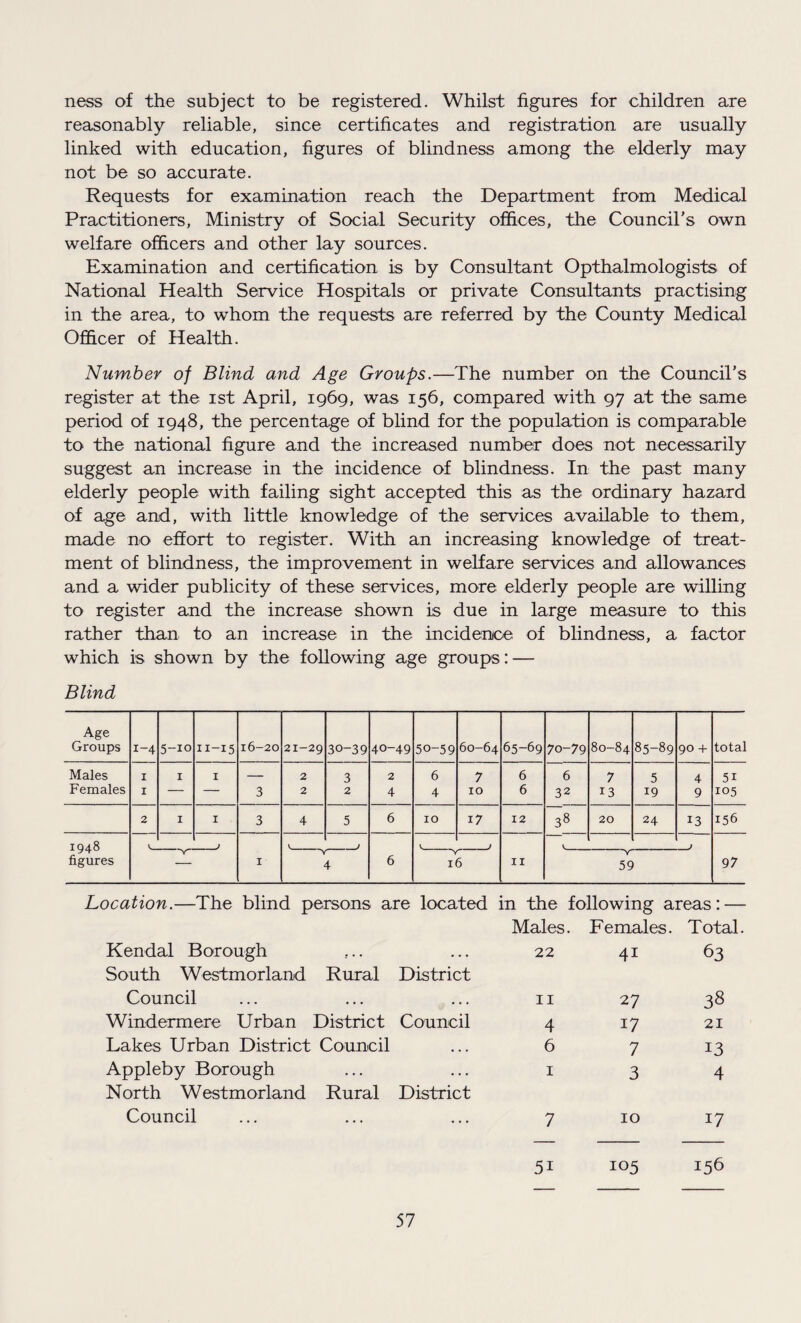 ness of the subject to be registered. Whilst figures for children are
reasonably reliable, since certificates and registration are usually
linked with education, figures of blindness among the elderly may
not be so accurate.
Requests for examination reach the Department from Medical
Practitioners, Ministry of Social Security offices, the Council's own
welfare officers and other lay sources.
Examination and certification is by Consultant Opthalmologists of
National Health Service Hospitals or private Consultants practising
in the area, to whom the requests are referred by the County Medical
Officer of Health.
Number of Blind and Age Groups.—The number on the Council's
register at the 1st April, 1969, was 156, compared with 97 at the same
period of 1948, the percentage of blind for the population is comparable
to the national figure and the increased number does not necessarily
suggest an increase in the incidence of blindness. In the past many
elderly people with failing sight accepted this as the ordinary hazard
of age and, with little knowledge of the services available to them,
made no effort to register. With an increasing knowledge of treat-
ment of blindness, the improvement in welfare services and allowances
and a wider publicity of these services, more elderly people are willing
to register and the increase shown is due in large measure to this
rather than to an increase in the incidence of blindness, a factor
which is shown by the following age groups:—
Blind
Age
Groups 1-4 5-10 11-15 16-20 21-29 30-39 40-49 50-59 60-64 65-69 70-79 80-84 85-89 90 + total
Males 1 1 1 — 2 3 2 6 7 6 6 7 5 4 51
Females 1 — — 3 2 2 4 4 10 6 32 13 19 9 105
2 1 1 3 4 5 6 10 17 12 38 20 24 13 156
1948
figures — 1 4 6 16 11 59 97
Location.—The blind persons are located in the following areas:—
Males. Females. Total.
Kendal Borough ... ... 22 41 63
South Westmorland Rural District
Council ... ... ... 11 27 38
Windermere Urban District Council 4 17 21
Lakes Urban District Council ... 6 7 13
Appleby Borough ... ... 1 3 4
North Westmorland Rural District
Council ... ... ... 7 10 17
51 105 156
57